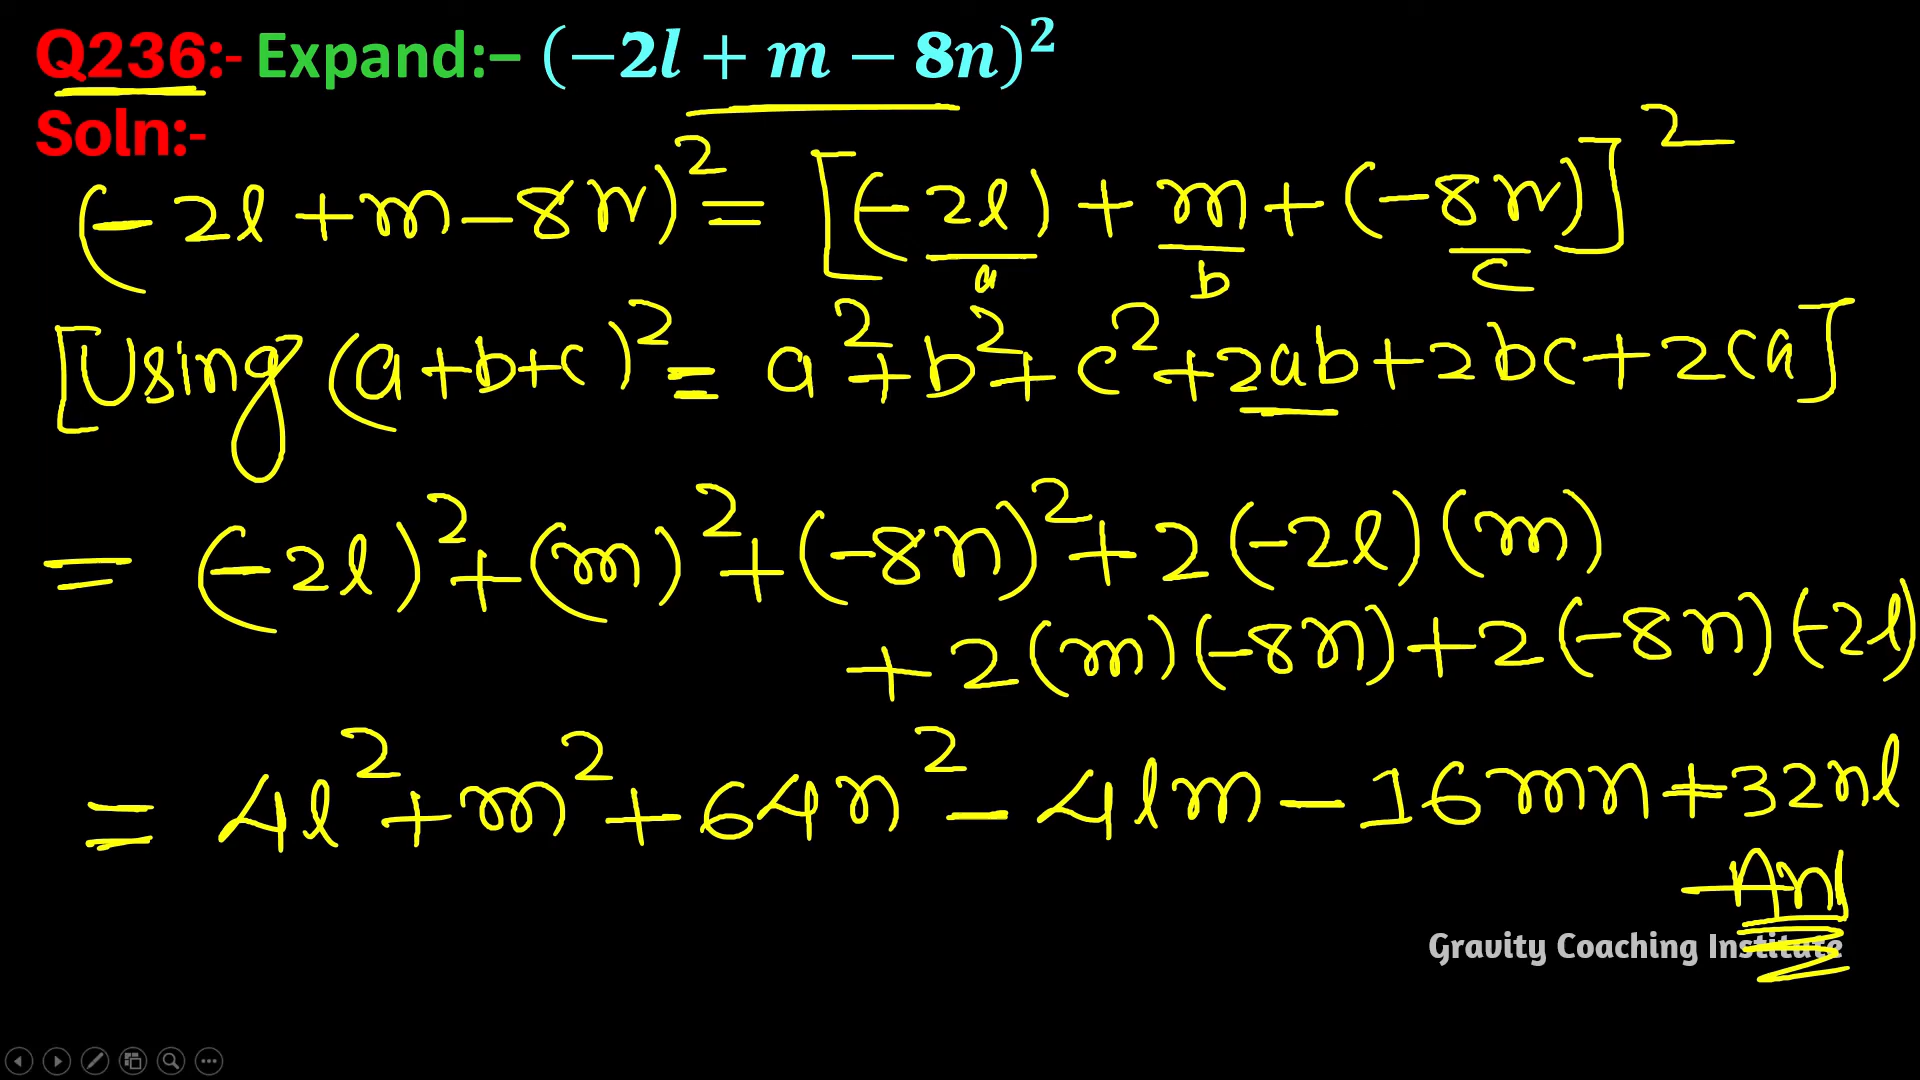 Q236:- Expand:- (−2l + m − 8n)²
Soln:-
(-2l+m-8n)² = [(-2l)+m+(-8n)]²
a b c
[Using (a+b+c)² = a²+b²+c²+2ab+2bc+2ca]
= (-2l)²+(m)²+(-8n)²+2(-2l)(m)
+2(m)(-8n)+2(-8n)(-2l)
= 4l²+m²+64n²-4lm-16mn+32nl
Gravity Coaching Institute